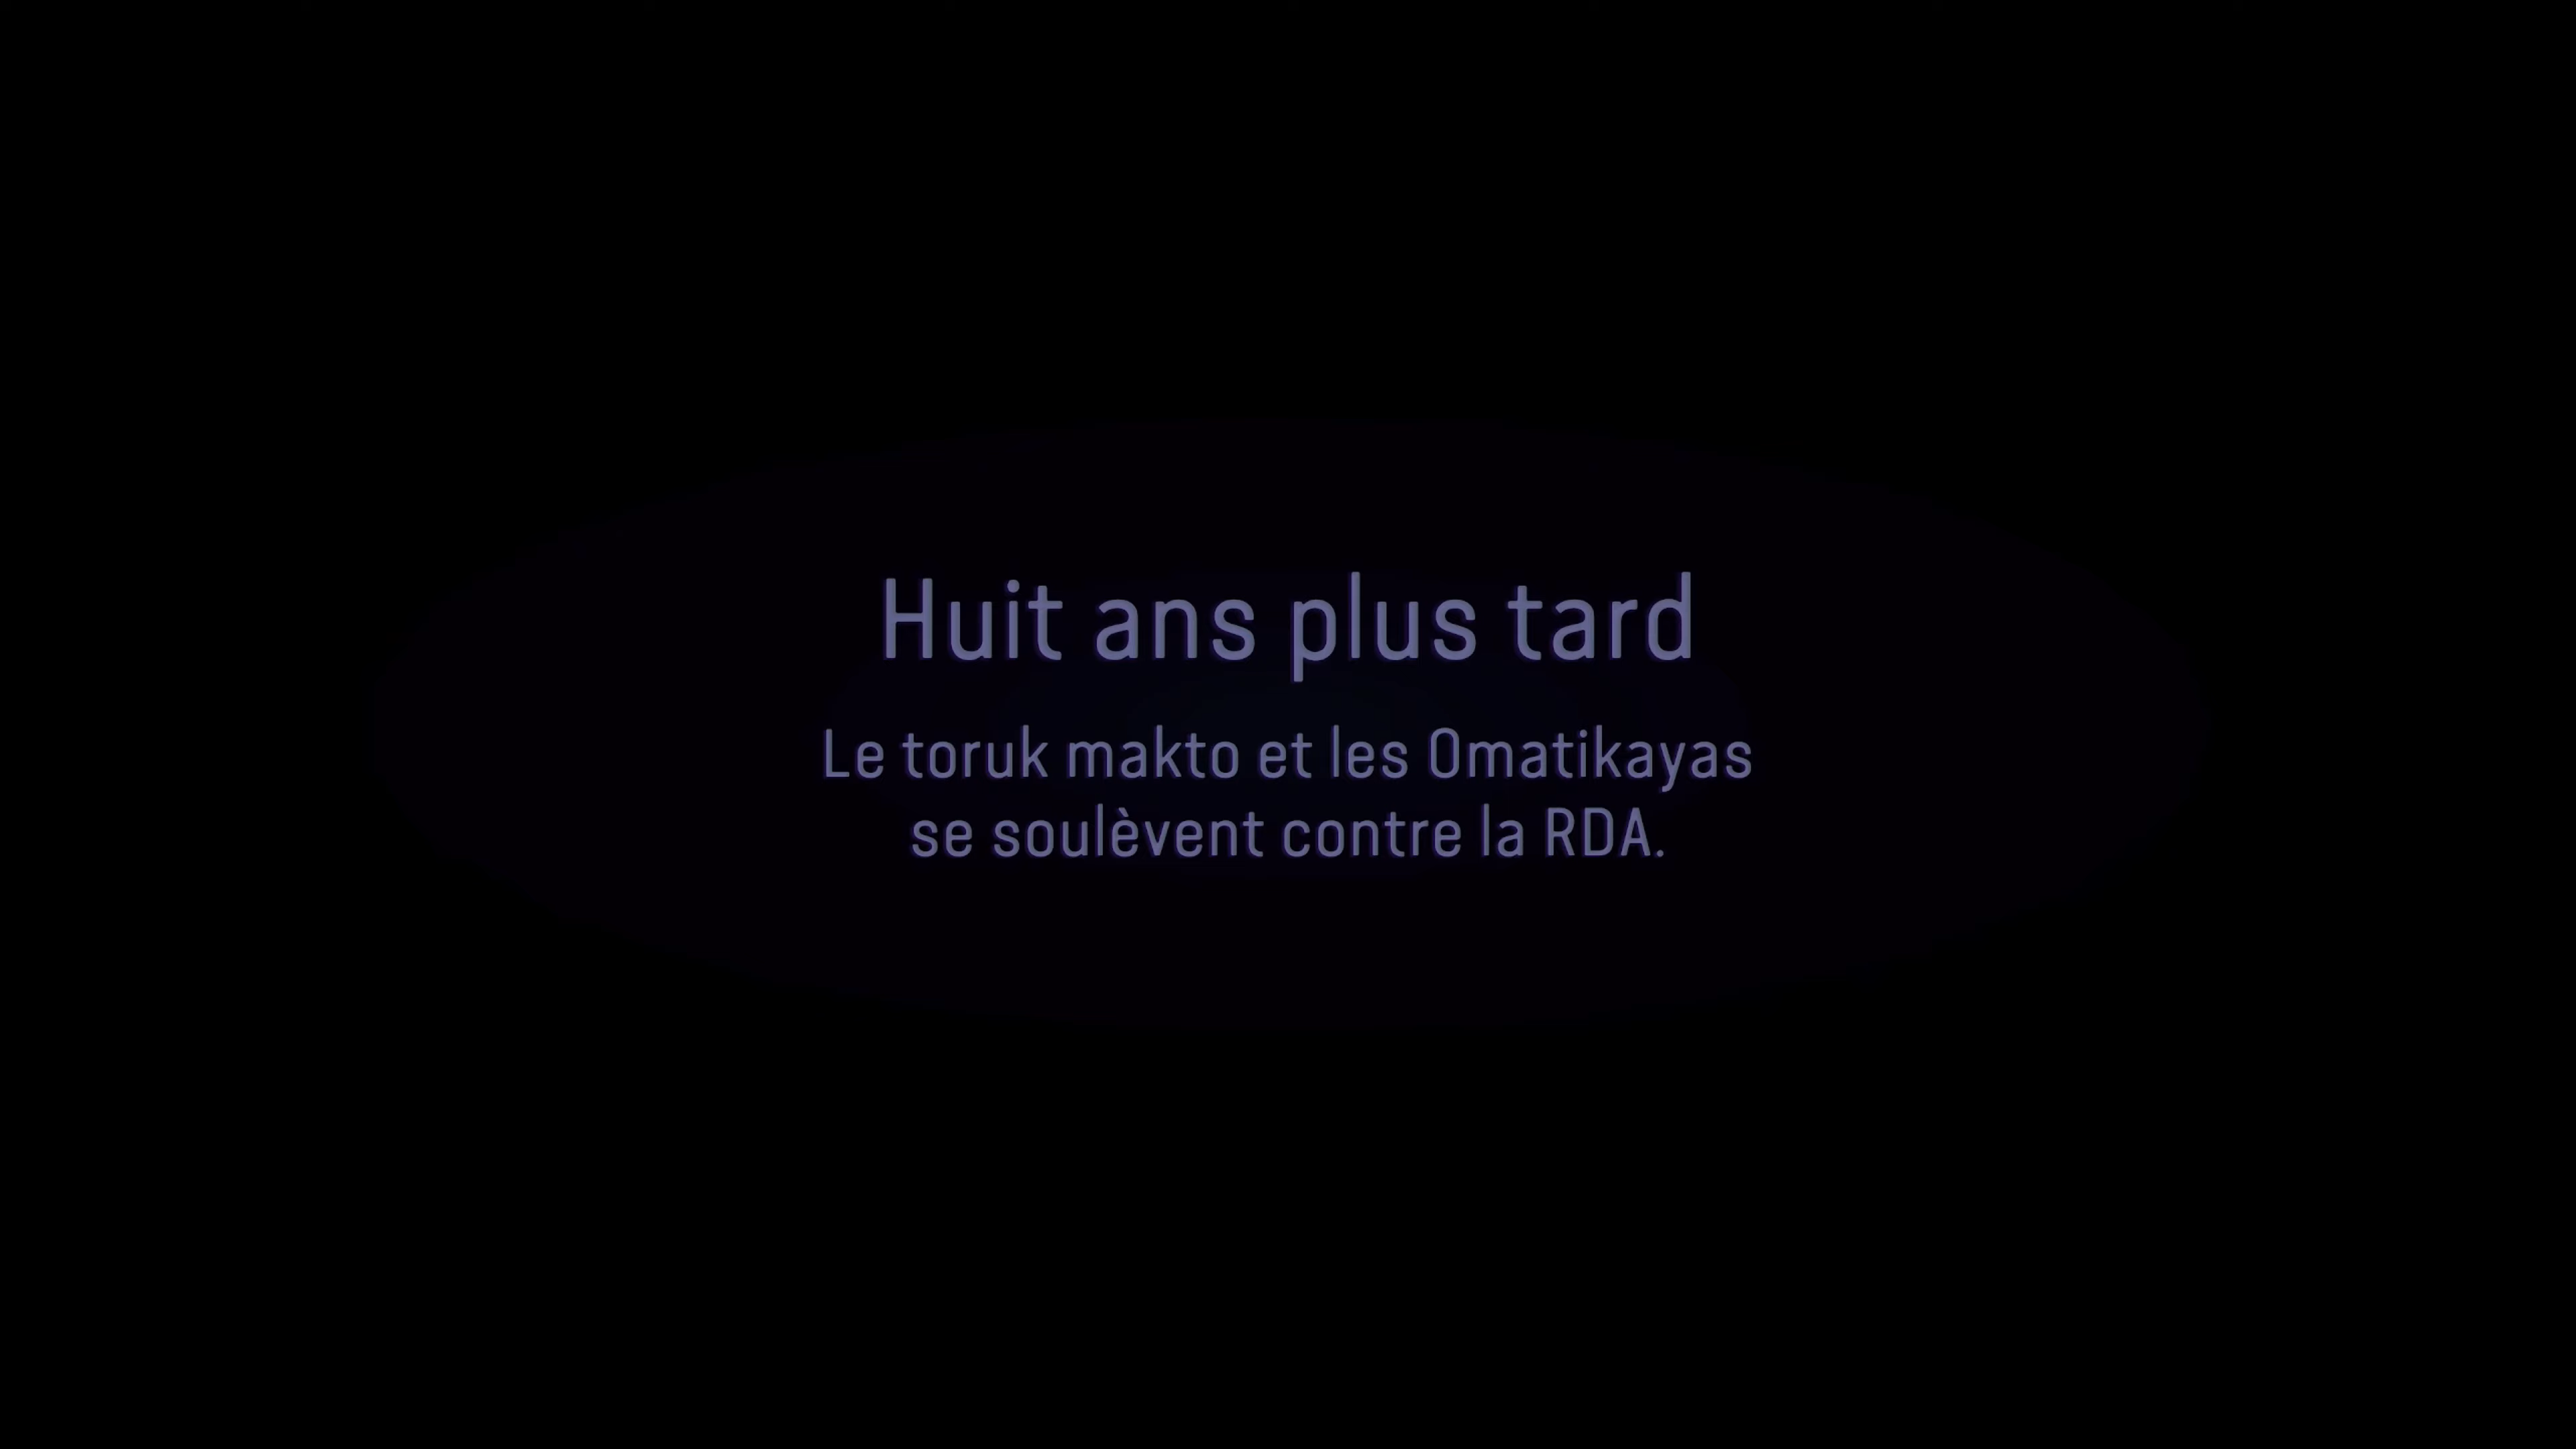 Huit ans plus tard
Le toruk makto et les Omatikayas
se soulèvent contre la RDA.